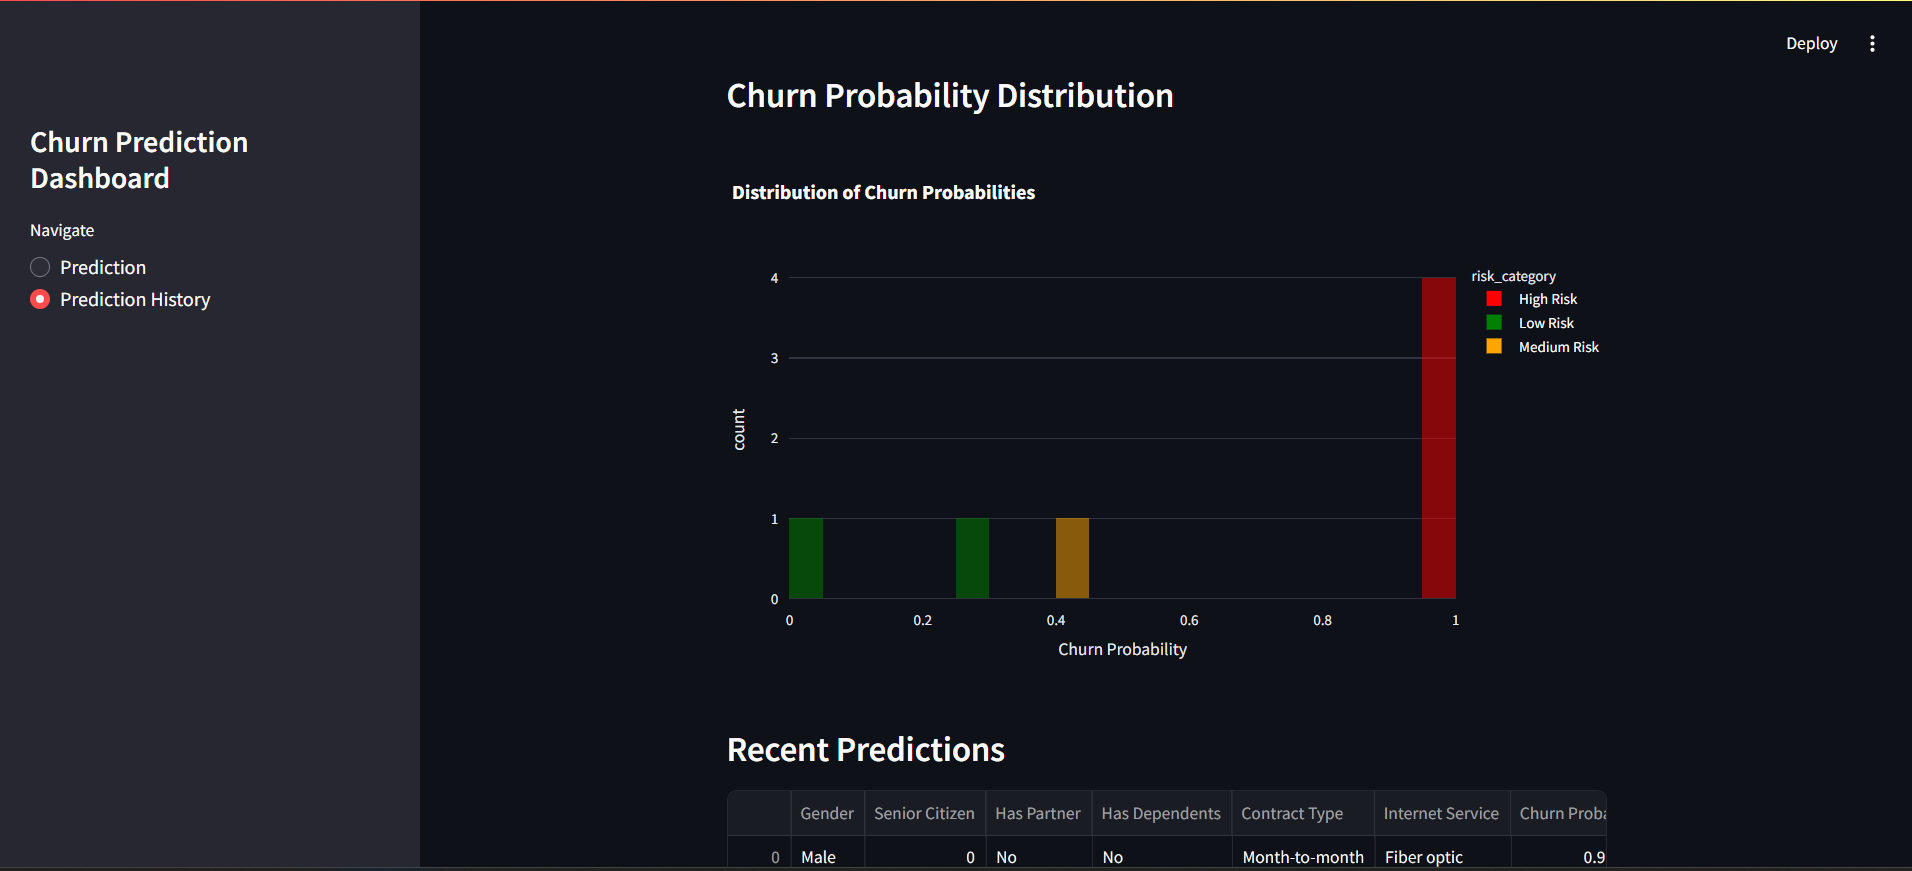 Deploy
Churn Prediction
Dashboard
Navigate
Prediction
Prediction History
Churn Probability Distribution
Distribution of Churn Probabilities
4
3
2
1
0
count
0
0.2
0.4
0.6
0.8
1
Churn Probability
risk_category
High Risk
Low Risk
Medium Risk
Recent Predictions
Gender Senior Citizen Has Partner Has Dependents Contract Type Internet Service Churn Proba
0 Male 0 No No Month-to-month Fiber optic 0.9